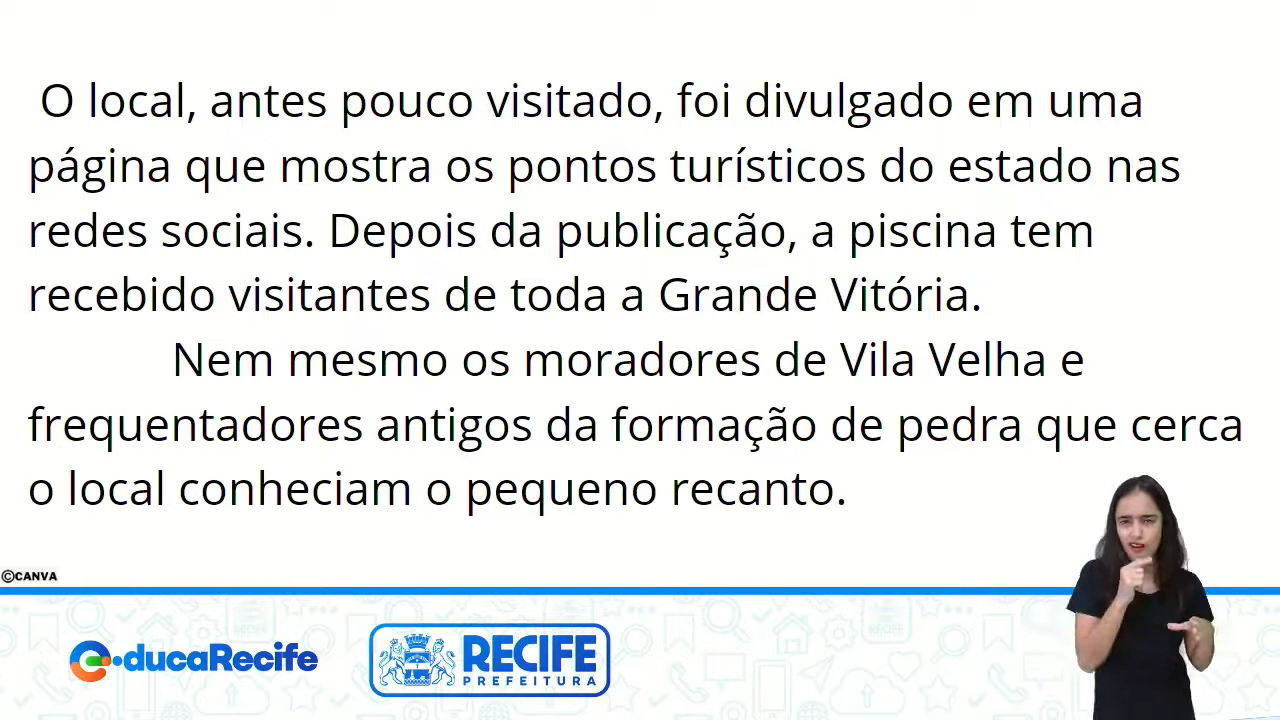 O local, antes pouco visitado, foi divulgado em uma
página que mostra os pontos turísticos do estado nas
redes sociais. Depois da publicação, a piscina tem
recebido visitantes de toda a Grande Vitória.
Nem mesmo os moradores de Vila Velha e
frequentadores antigos da formação de pedra que cerca
o local conheciam o pequeno recanto.
©CANVA
educaRecife
RECIFE
PREFEITURA